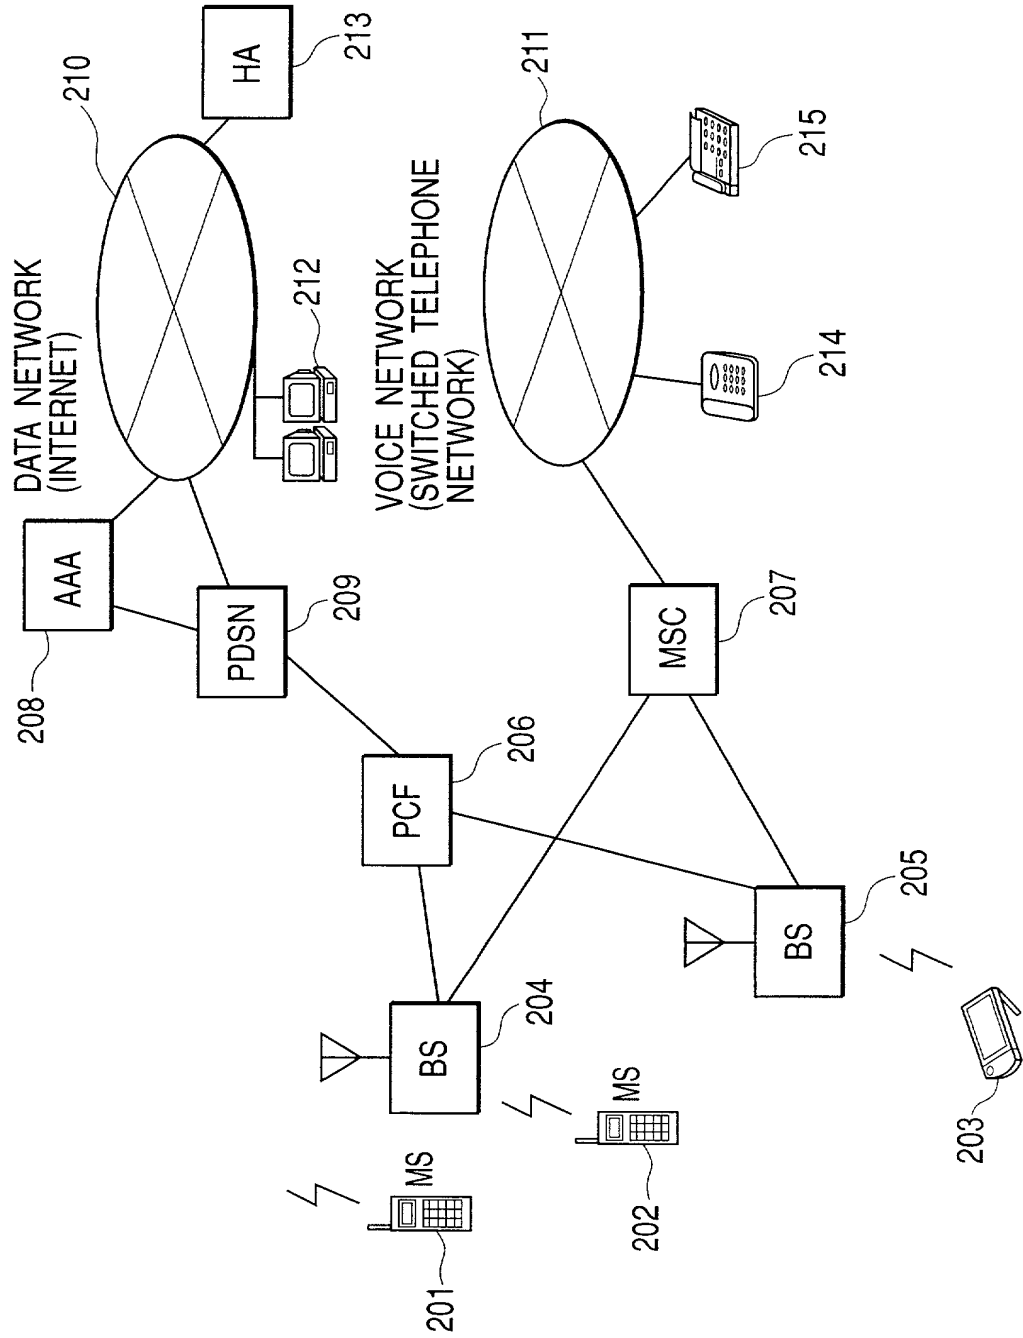 DATA NETWORK
(INTERNET)
210
HA
213
AAA
208
PDSN
209
212
VOICE NETWORK
(SWITCHED TELEPHONE
NETWORK)
211
PCF
206
MSC
207
214
215
BS
204
BS
205
MS
201
MS
202
203